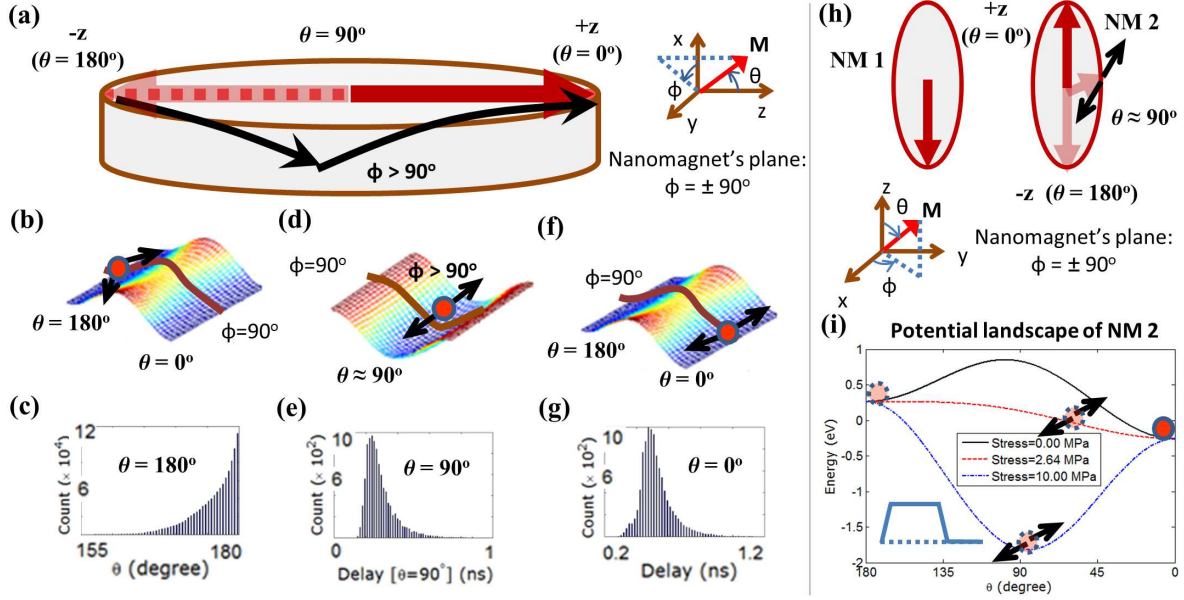 (a)
-z
(θ = 180°)
θ = 90°
+z
(θ = 0°)
ϕ > 90°
x
M
ϕ
θ
y
z
Nanomagnet's plane:
ϕ = ± 90°
(b)
θ = 180°
θ = 0°
ϕ=90°
(d)
ϕ=90°
ϕ > 90°
θ ≈ 90°
(f)
ϕ=90°
θ = 180°
θ = 0°
(c)
Count (× 10⁴)
12
6
θ = 180°
155
180
θ (degree)
(e)
Count (× 10²)
10
6
θ = 90°
0
1
Delay [θ=90°] (ns)
(g)
Count (× 10²)
10
6
θ = 0°
0.2
1.2
Delay (ns)
(h)
NM 1
+z
(θ = 0°)
NM 2
θ ≈ 90°
-z (θ = 180°)
z
θ
M
y
ϕ
x
Nanomagnet's plane:
ϕ = ± 90°
(i)
Potential landscape of NM 2
Energy (eV)
1
0.5
0
-0.5
-1
-1.5
-2
Stress=0.00 MPa
Stress=2.64 MPa
Stress=10.00 MPa
180
135
90
45
0
θ (degree)